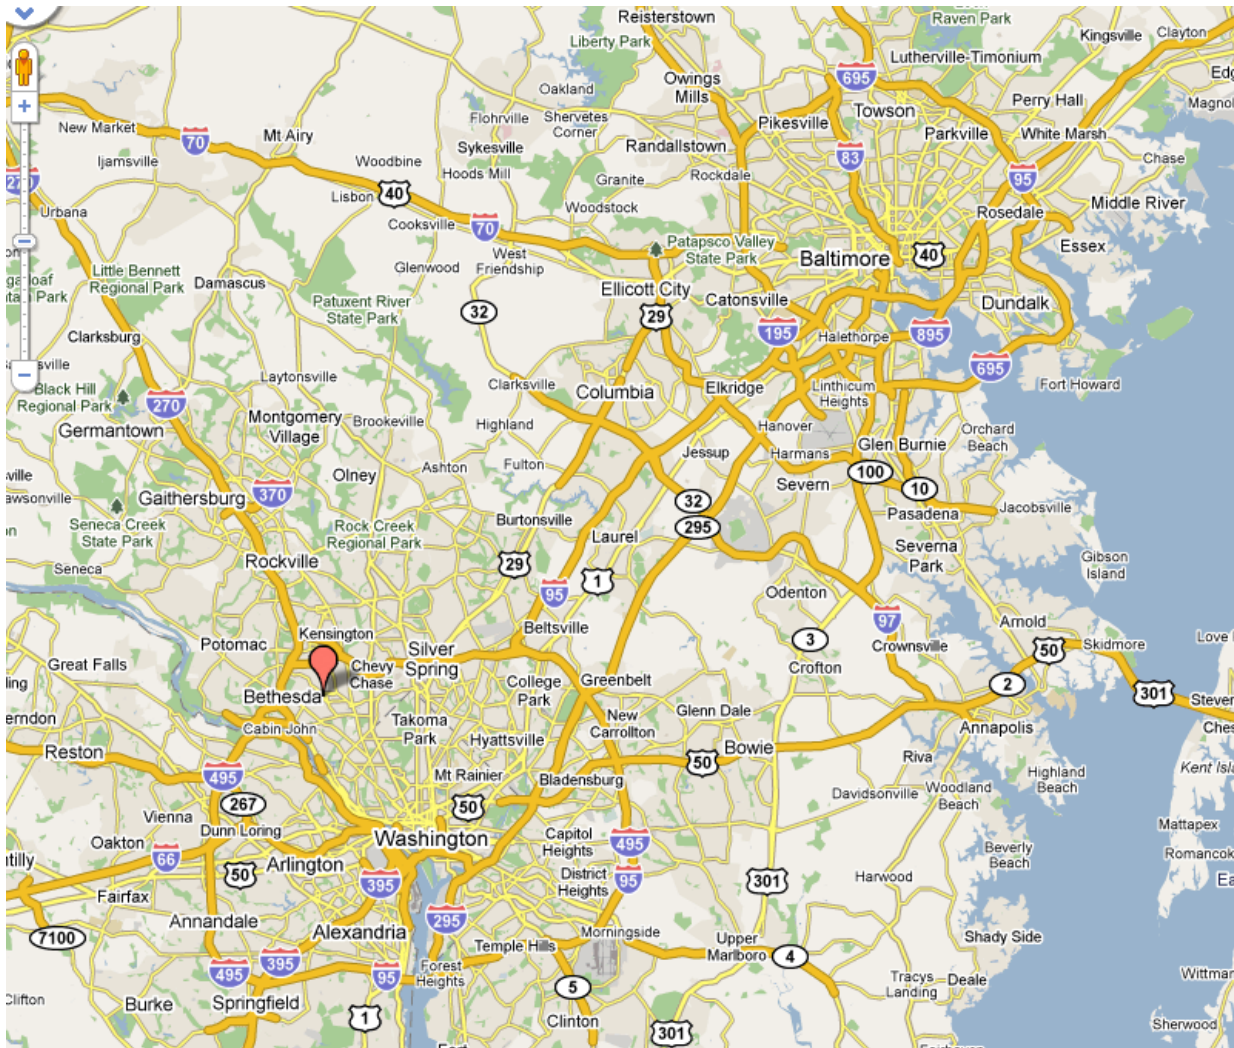 Reisterstown
Raven Park
Liberty Park
Kingsville
Clayton
Lutherville-Timonium
Owings
Mills
695
Oakland
Towson
Perry Hall
New Market
70
Mt Airy
Flohrville
Shervetes
Corner
Pikesville
Parkville
White Marsh
Sykesville
Randallstown
83
Ijamsville
Woodbine
Chase
Hoods Mill
Granite
Rockdale
95
Lisbon
40
Urbana
Woodstock
Rosedale
Middle River
Cooksville
70
Patapsco Valley
State Park
Essex
West
Friendship
Baltimore
40
Glenwood
Little Bennett
Regional Park
Damascus
Ellicott City
Catonsville
Dundalk
Patuxent River
State Park
32
29
195
Halethorpe
895
Clarksburg
695
Laytonsville
Clarksville
Columbia
Elkridge
Linthicum
Heights
Fort Howard
Black Hill
Regional Park
270
Montgomery
Village
Brookeville
Highland
Germantown
Hanover
Orchard
Beach
Glen Burnie
Jessup
Harmans
Olney
Ashton
Fulton
100
Severn
10
Gaithersburg
370
32
Jacobsville
Seneca Creek
State Park
Rock Creek
Regional Park
Burtonsville
295
Pasadena
Laurel
Rockville
29
Severna
Park
Gibson
Island
Seneca
1
95
Odenton
97
Arnold
Potomac
Kensington
Beltsville
3
Crownsville
50
Skidmore
Silver
Spring
Great Falls
Chevy
Chase
Crofton
Bethesda
College
Park
Greenbelt
2
301
Cabin John
Takoma
Park
New
Carrollton
Glenn Dale
Annapolis
Hyattsville
Reston
50
Bowie
Riva
Kent Isl
495
Mt Rainier
Bladensburg
Highland
Beach
267
50
Davidsonville
Woodland
Beach
Vienna
Dunn Loring
Washington
Capitol
Heights
495
Mattapex
Oakton
66
Arlington
Beverly
Beach
50
395
District
Heights
95
301
Harwood
Fairfax
Annandale
295
Alexandria
7100
Morningside
Shady Side
Temple Hills
Upper
Marlboro
4
495
395
95
Forest
Heights
Tracys
Landing
Deale
5
Burke
Springfield
1
Clinton
301
Sherwood